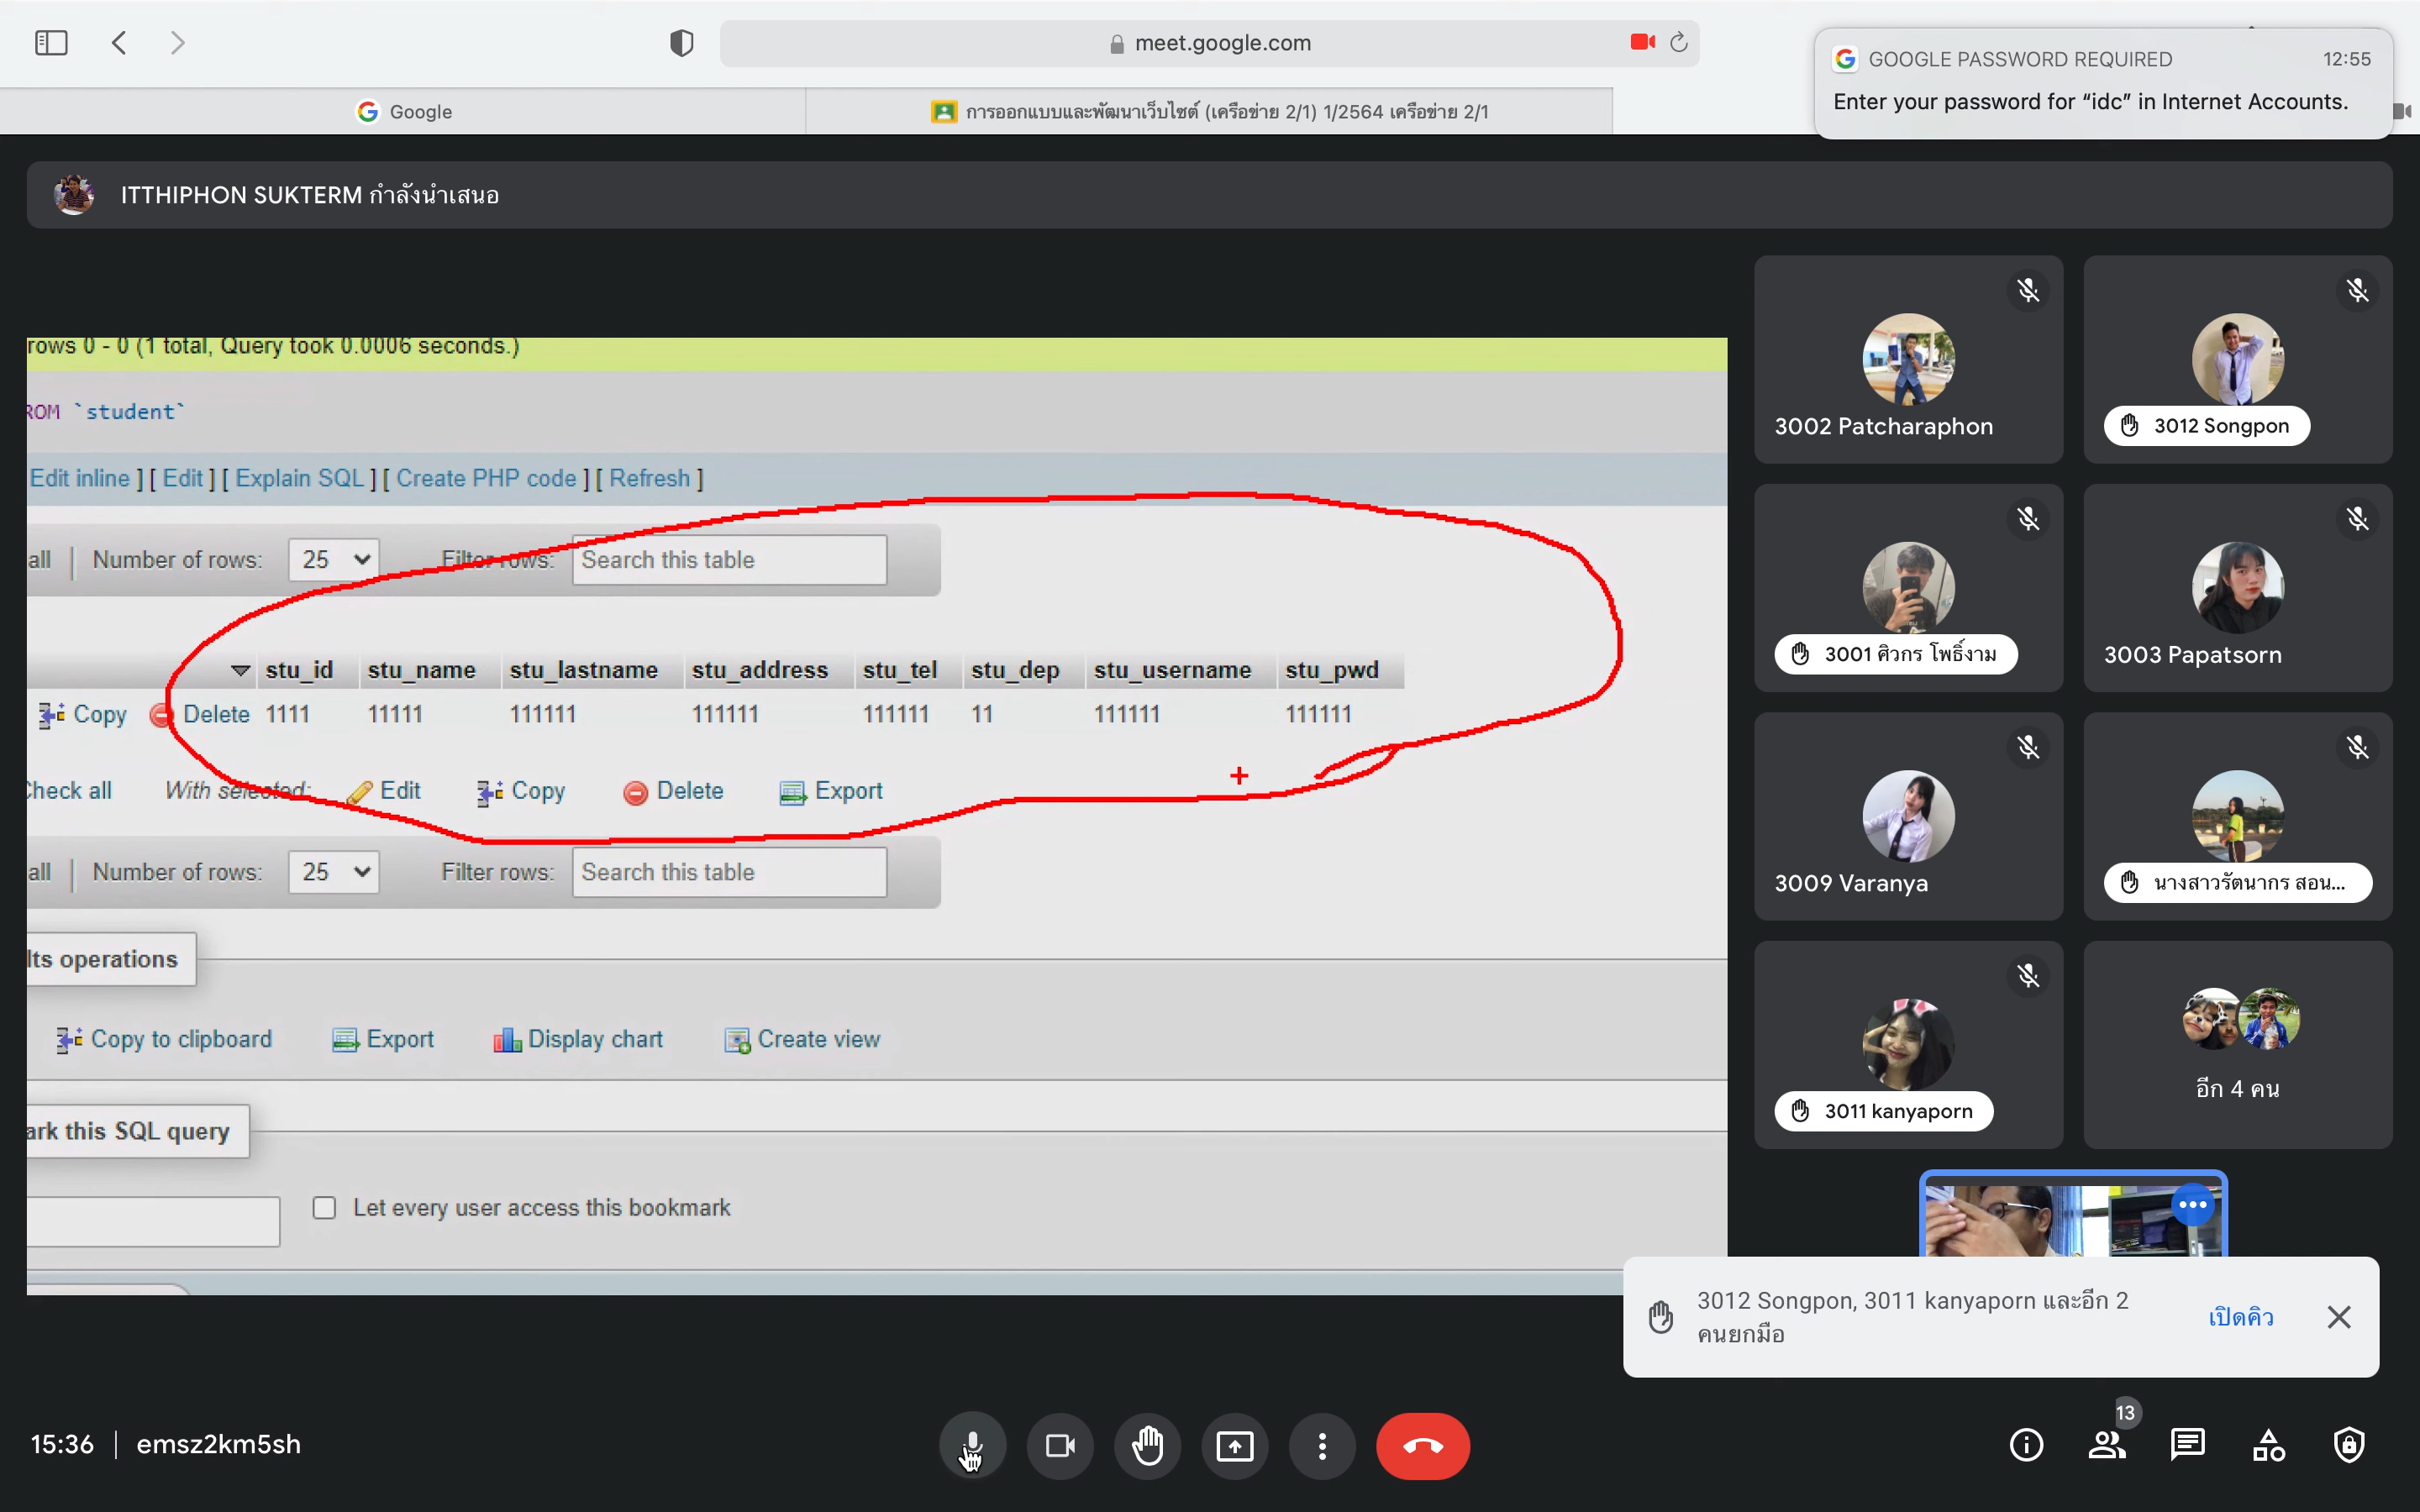 meet.google.com
GOOGLE PASSWORD REQUIRED 12:55
Enter your password for “idc” in Internet Accounts.
Google
การออกแบบและพัฒนาเว็บไซต์ (เครือข่าย 2/1) 1/2564 เครือข่าย 2/1
ITTHIPHON SUKTERM กำลังนำเสนอ
rows 0 - 0 (1 total, Query took 0.0006 seconds.)
ROM `student`
Edit inline ] [ Edit ] [ Explain SQL ] [ Create PHP code ] [ Refresh ]
all Number of rows: 25 Filter rows: Search this table
stu_id stu_name stu_lastname stu_address stu_tel stu_dep stu_username stu_pwd
Copy Delete 1111 11111 111111 111111 111111 11 111111 111111
Check all With selected: Edit Copy Delete Export
all Number of rows: 25 Filter rows: Search this table
lts operations
Copy to clipboard Export Display chart Create view
ark this SQL query
Let every user access this bookmark
3002 Patcharaphon
3012 Songpon
3001 ศิวกร โพธิ์งาม
3003 Papatsorn
3009 Varanya
นางสาวรัตนากร สอน...
3011 kanyaporn
อีก 4 คน
3012 Songpon, 3011 kanyaporn และอีก 2
คนยกมือ
เปิดคิว
15:36 emsz2km5sh
13